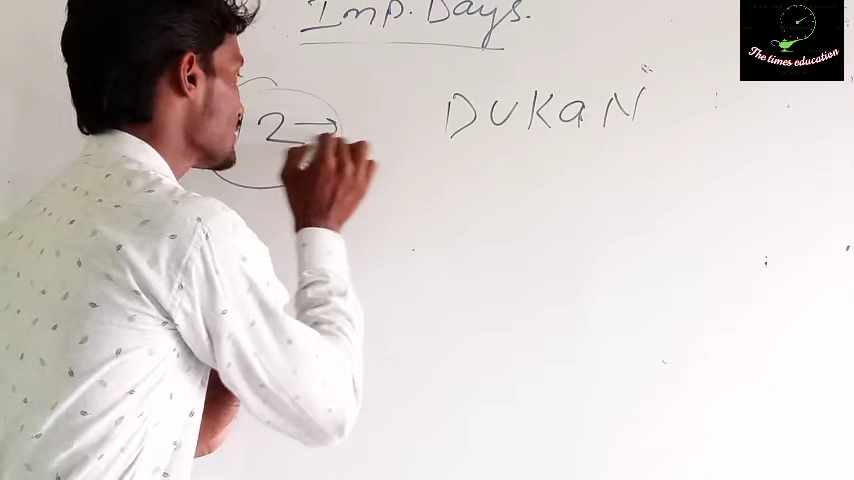 Imp. Days.
2 →
DUKAN
The times education